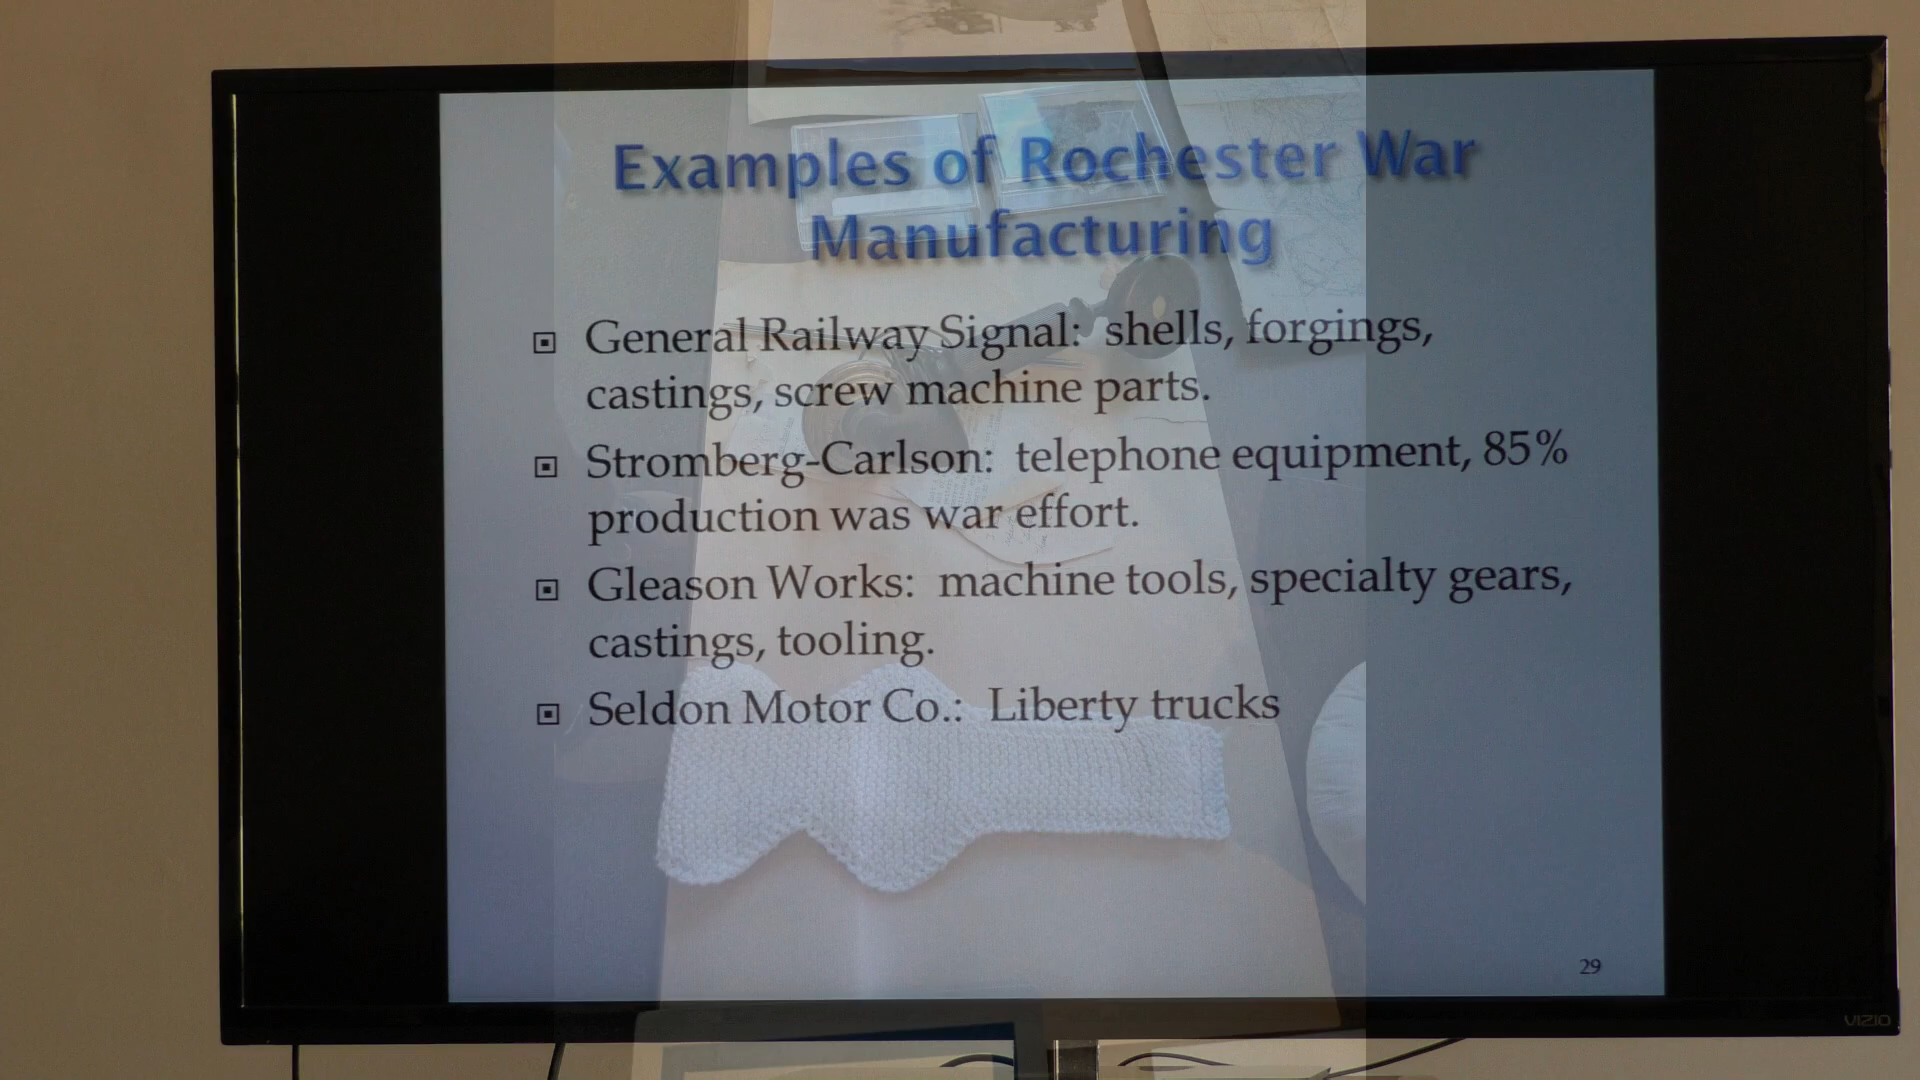 Examples of Rochester War
Manufacturing
General Railway Signal: shells, forgings,
castings, screw machine parts.
Stromberg-Carlson: telephone equipment, 85%
production was war effort.
Gleason Works: machine tools, specialty gears,
castings, tooling.
Seldon Motor Co.: Liberty trucks
29
VIZIO